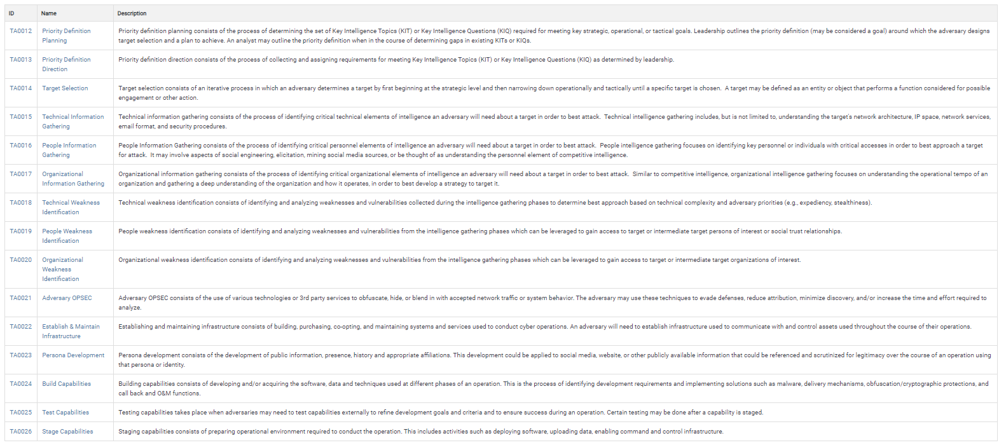 ID Name Description
TA0012 Priority Definition Priority definition planning consists of the process of determining the set of Key Intelligence Topics (KIT) or Key Intelligence Questions (KIQ) required for meeting key strategic, operational, or tactical goals. Leadership outlines the priority definition (may be considered a goal) around which the adversary designs
Planning target selection and a plan to achieve. An analyst may outline the priority definition when in the course of determining gaps in existing KITs or KIQs.
TA0013 Priority Definition Priority definition direction consists of the process of collecting and assigning requirements for meeting Key Intelligence Topics (KIT) or Key Intelligence Questions (KIQ) as determined by leadership.
Direction
TA0014 Target Selection Target selection consists of an iterative process in which an adversary determines a target by first beginning at the strategic level and then narrowing down operationally and tactically until a specific target is chosen. A target may be defined as an entity or object that performs a function considered for possible
engagement or other action.
TA0015 Technical Information Technical information gathering consists of the process of identifying critical technical elements of intelligence an adversary will need about a target in order to best attack. Technical intelligence gathering includes, but is not limited to, understanding the target's network architecture, IP space, network services,
Gathering email format, and security procedures.
TA0016 People Information People Information Gathering consists of the process of identifying critical personnel elements of intelligence an adversary will need about a target in order to best attack. People intelligence gathering focuses on identifying key personnel or individuals with critical accesses in order to best approach a target
Gathering for attack. It may involve aspects of social engineering, elicitation, mining social media sources, or be thought of as understanding the personnel element of competitive intelligence.
TA0017 Organizational Organizational information gathering consists of the process of identifying critical organizational elements of intelligence an adversary will need about a target in order to best attack. Similar to competitive intelligence, organizational intelligence gathering focuses on understanding the operational tempo of an
Information Gathering organization and gathering a deep understanding of the organization and how it operates, in order to best develop a strategy to target it.
TA0018 Technical Weakness Technical weakness identification consists of identifying and analyzing weaknesses and vulnerabilities collected during the intelligence gathering phases to determine best approach based on technical complexity and adversary priorities (e.g., expediency, stealthiness).
Identification
TA0019 People Weakness People weakness identification consists of identifying and analyzing weaknesses and vulnerabilities from the intelligence gathering phases which can be leveraged to gain access to target or intermediate target persons of interest or social trust relationships.
Identification
TA0020 Organizational Organizational weakness identification consists of identifying and analyzing weaknesses and vulnerabilities from the intelligence gathering phases which can be leveraged to gain access to target or intermediate target organizations of interest.
Weakness
Identification
TA0021 Adversary OPSEC Adversary OPSEC consists of the use of various technologies or 3rd party services to obfuscate, hide, or blend in with accepted network traffic or system behavior. The adversary may use these techniques to evade defenses, reduce attribution, minimize discovery, and/or increase the time and effort required to
analyze.
TA0022 Establish & Maintain Establishing and maintaining infrastructure consists of building, purchasing, co-opting, and maintaining systems and services used to conduct cyber operations. An adversary will need to establish infrastructure used to communicate with and control assets used throughout the course of their operations.
Infrastructure
TA0023 Persona Development Persona development consists of the development of public information, presence, history and appropriate affiliations. This development could be applied to social media, website, or other publicly available information that could be referenced and scrutinized for legitimacy over the course of an operation using
that persona or identity.
TA0024 Build Capabilities Building capabilities consists of developing and/or acquiring the software, data and techniques used at different phases of an operation. This is the process of identifying development requirements and implementing solutions such as malware, delivery mechanisms, obfuscation/cryptographic protections, and
call back and O&M functions.
TA0025 Test Capabilities Testing capabilities takes place when adversaries may need to test capabilities externally to refine development goals and criteria and to ensure success during an operation. Certain testing may be done after a capability is staged.
TA0026 Stage Capabilities Staging capabilities consists of preparing operational environment required to conduct the operation. This includes activities such as deploying software, uploading data, enabling command and control infrastructure.